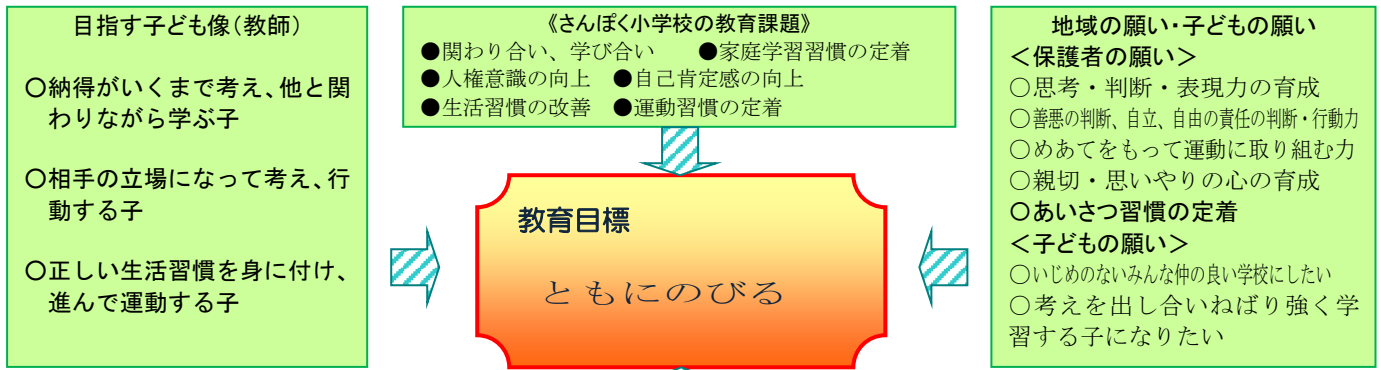 目指す子ども像（教師）
〇納得がいくまで考え、他と関
わりながら学ぶ子
〇相手の立場になって考え、行
動する子
〇正しい生活習慣を身に付け、
進んで運動する子
《さんぽく小学校の教育課題》
●関わり合い、学び合い　●家庭学習習慣の定着
●人権意識の向上　●自己肯定感の向上
●生活習慣の改善　●運動習慣の定着
教育目標
ともにのびる
地域の願い・子どもの願い
＜保護者の願い＞
○思考・判断・表現力の育成
○善悪の判断、自立、自由の責任の判断・行動力
○めあてをもって運動に取り組む力
○親切・思いやりの心の育成
〇あいさつ習慣の定着
＜子どもの願い＞
○いじめのないみんな仲の良い学校にしたい
○考えを出し合いねばり強く学
習する子になりたい